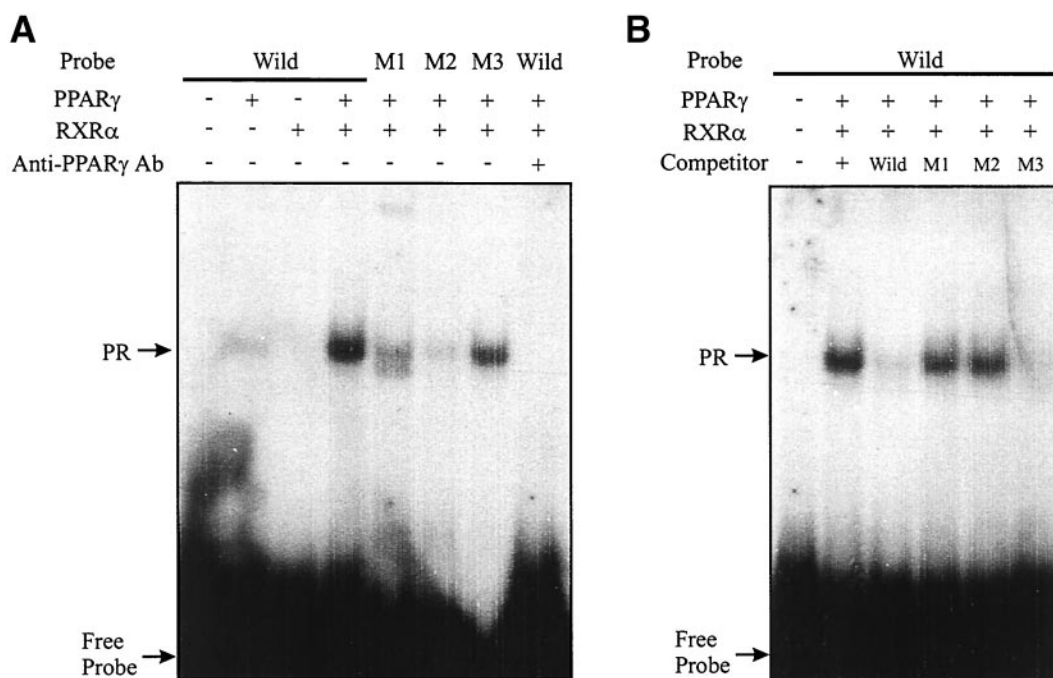 A
Probe Wild M1 M2 M3 Wild
PPARγ - + - + + + + +
RXRα - - + + + + + +
Anti-PPARγ Ab - - - - - - - +
PR
Free
Probe
B
Probe Wild
PPARγ - + + + + +
RXRα - + + + + +
Competitor - + Wild M1 M2 M3
PR
Free
Probe